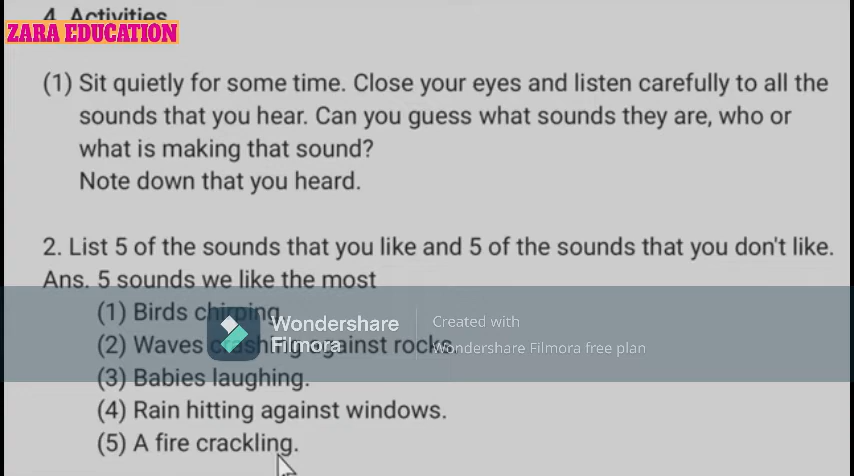 4. Activities
ZARA EDUCATION
(1) Sit quietly for some time. Close your eyes and listen carefully to all the
sounds that you hear. Can you guess what sounds they are, who or
what is making that sound?
Note down that you heard.
2. List 5 of the sounds that you like and 5 of the sounds that you don't like.
Ans. 5 sounds we like the most
(1) Birds chirping
(2) Waves crashing against rocks.
Wondershare
Filmora
Created with
Wondershare Filmora free plan
(3) Babies laughing.
(4) Rain hitting against windows.
(5) A fire crackling.